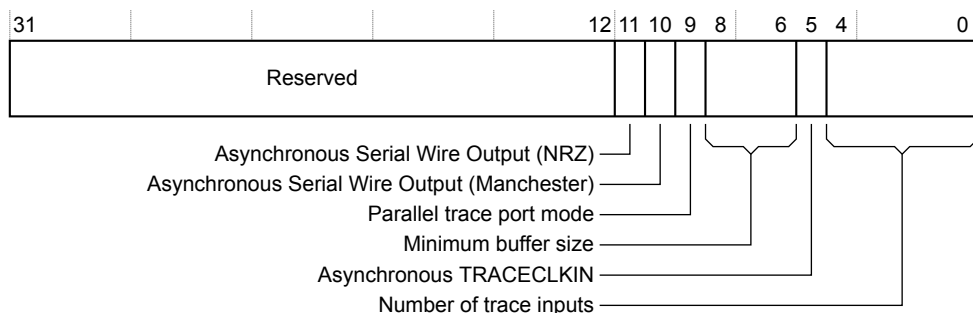 31 12 11 10 9 8 6 5 4 0
Reserved
Asynchronous Serial Wire Output (NRZ)
Asynchronous Serial Wire Output (Manchester)
Parallel trace port mode
Minimum buffer size
Asynchronous TRACECLKIN
Number of trace inputs